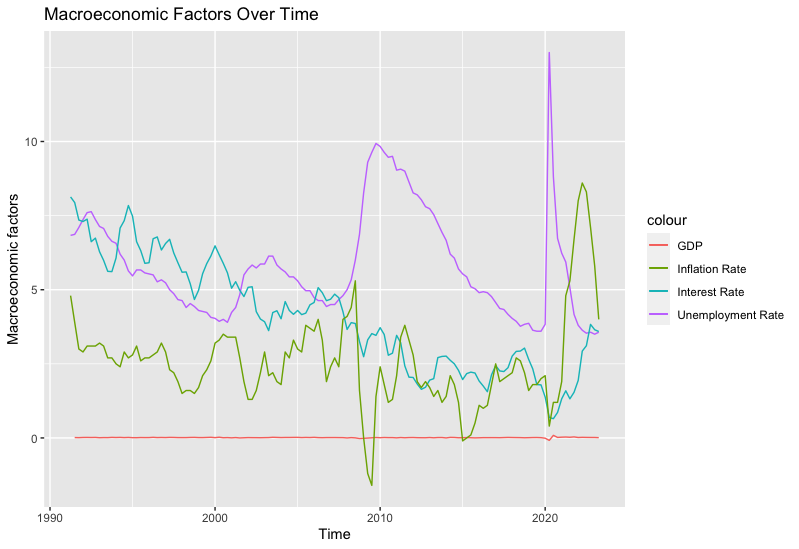 Macroeconomic Factors Over Time
Macroeconomic factors
10
5
0
1990
2000
2010
2020
Time
colour
GDP
Inflation Rate
Interest Rate
Unemployment Rate